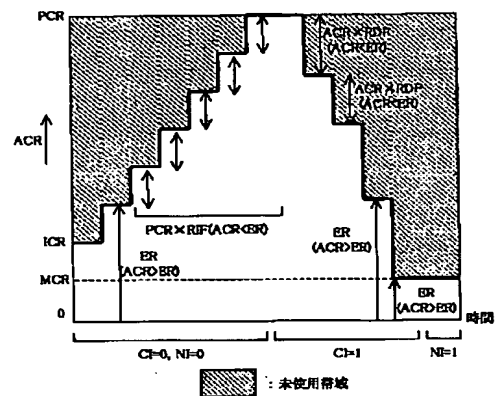 PCR
ACR×RDF
(ACR<ER)
ACR×RDF
(ACR<ER)
ACR
PCR×RIF(ACR<ER)
ICR
ER
(ACR>ER)
ER
(ACR>ER)
MCR
ER
(ACR>ER)
0
時間
CI=0, NI=0
CI=1
NI=1
:未使用帯域